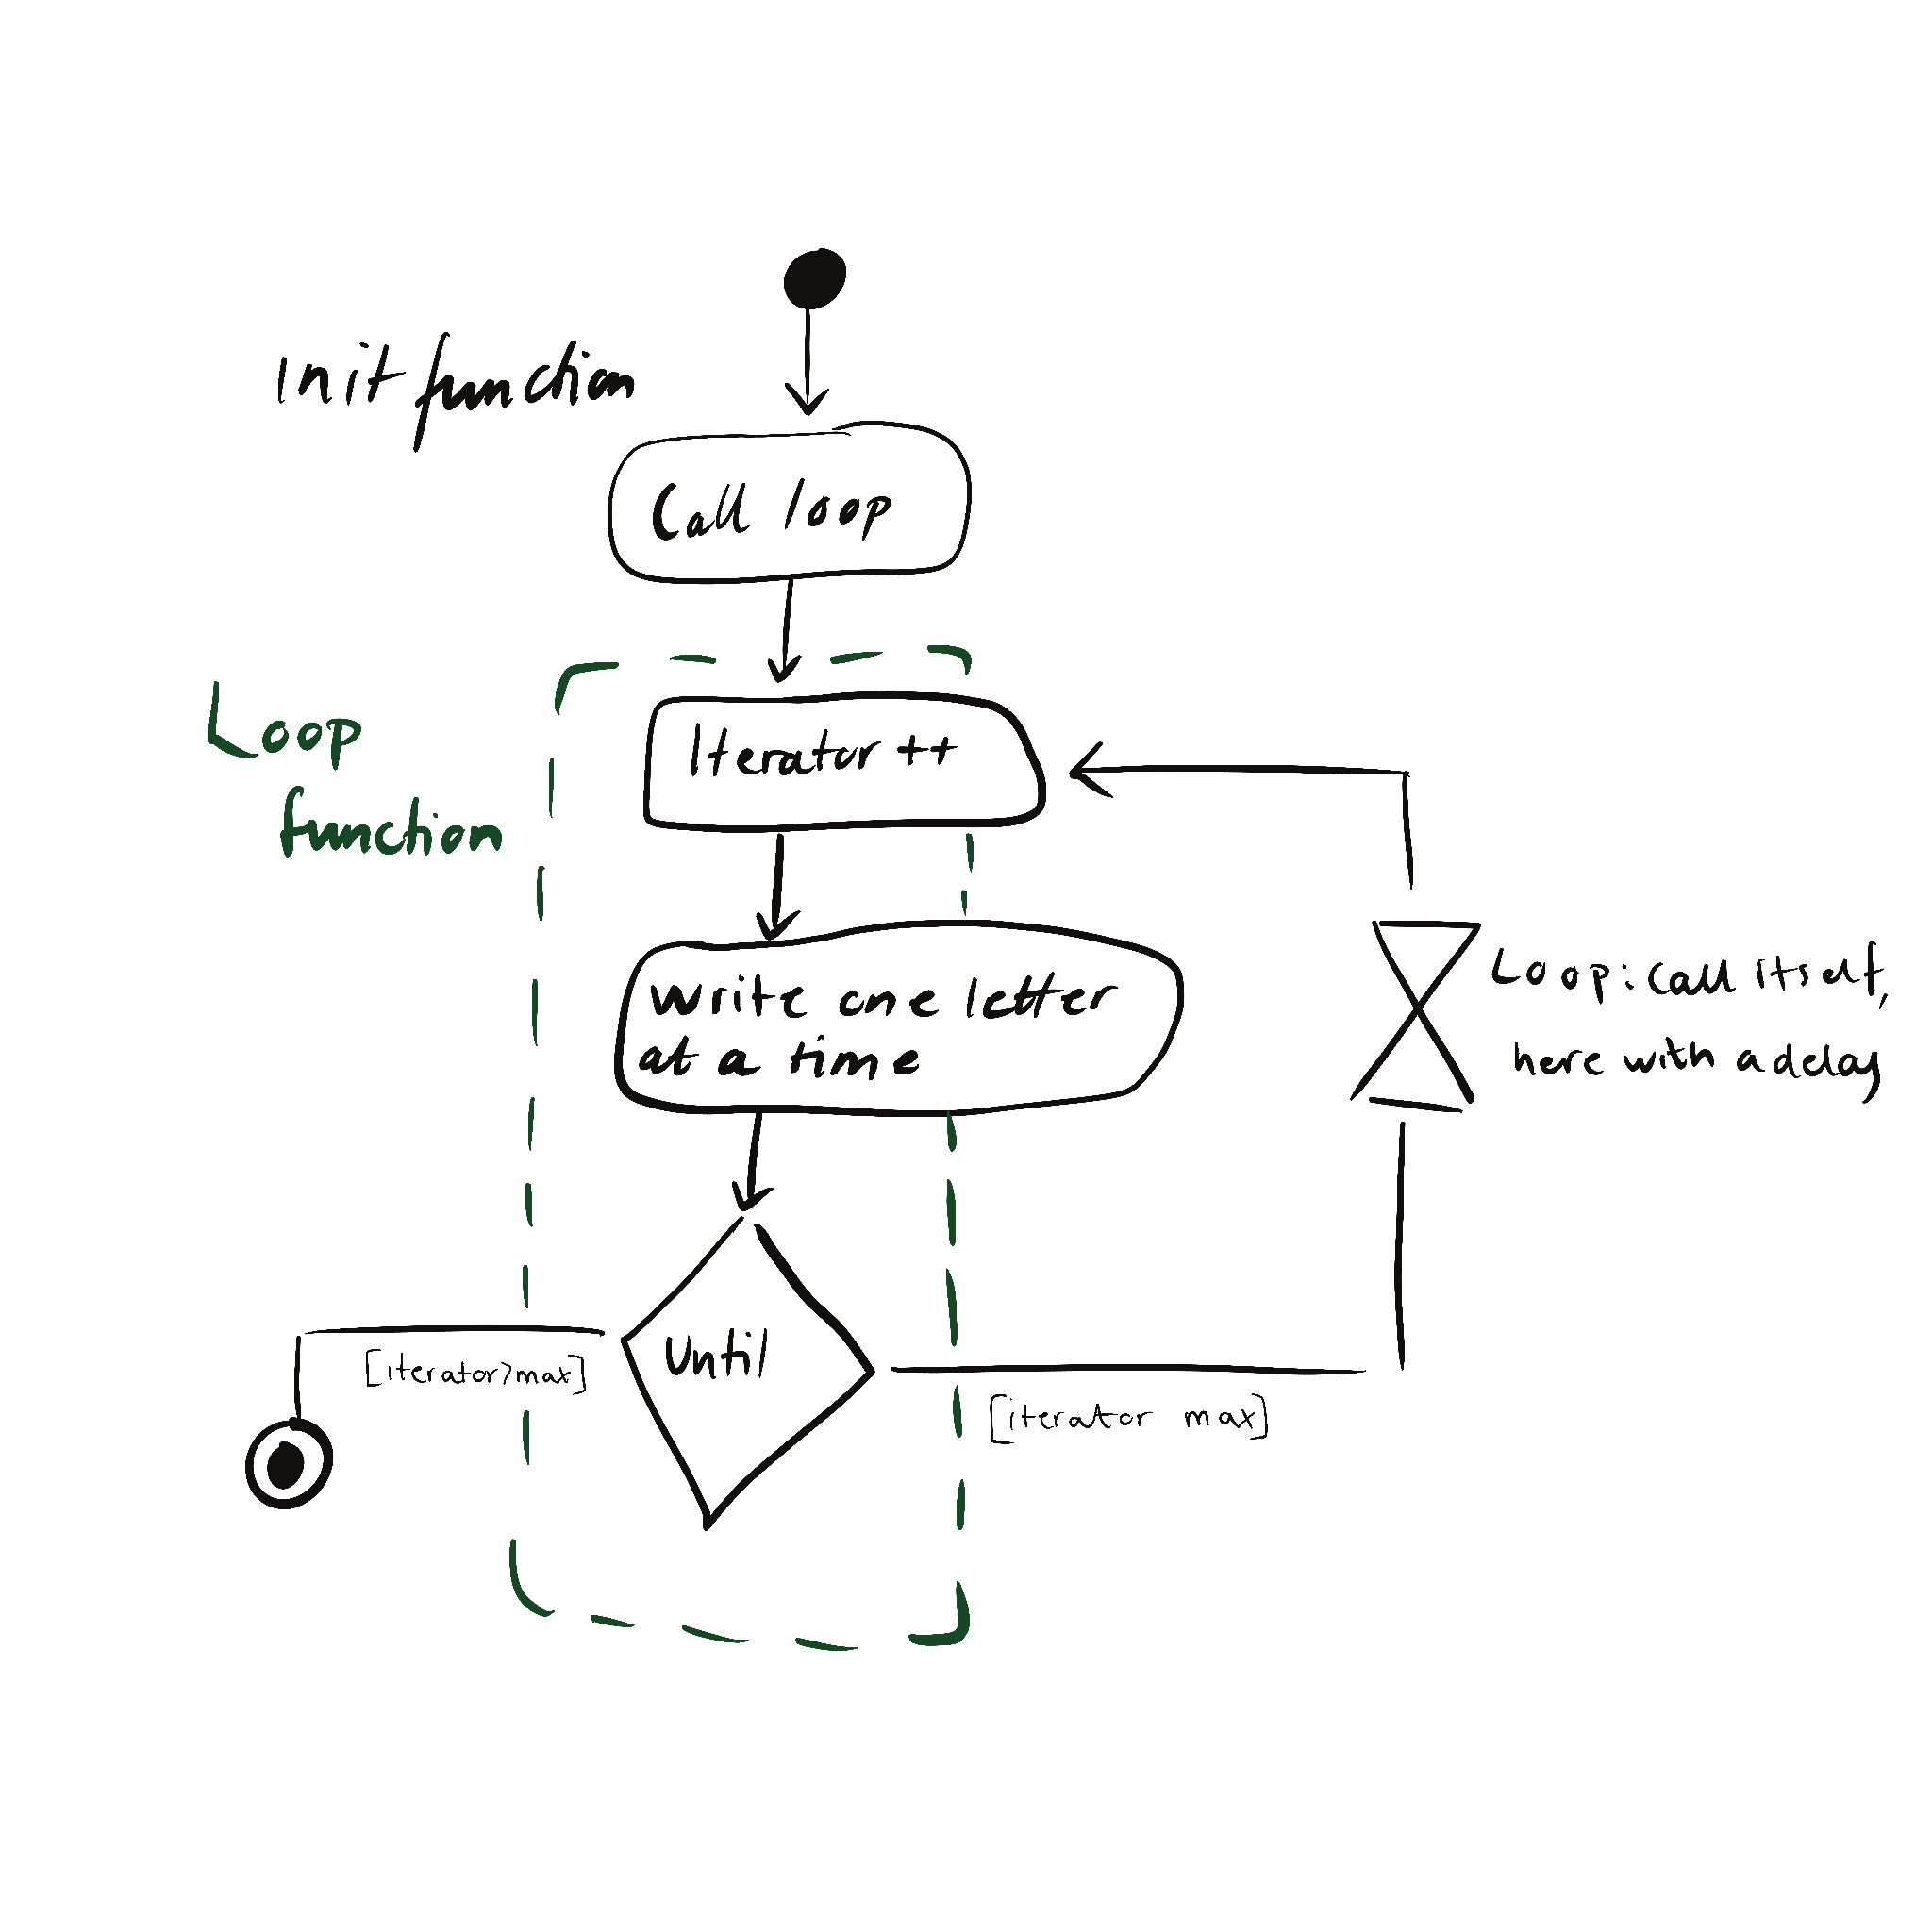 Init function
Call loop
Loop
function
Iterator ++
Write one letter
at a time
Loop: Call itself,
here with a delay
Until
[iterator>max]
[iterator max]